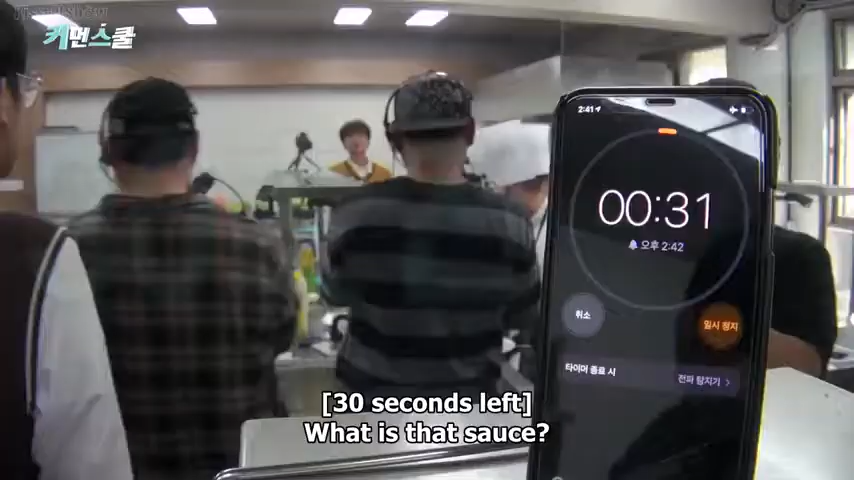 커멘스쿨
2:41
00:31
오후 2:42
취소
일시 정지
타이머 종료 시
전파 탐지기 >
[30 seconds left]
What is that sauce?